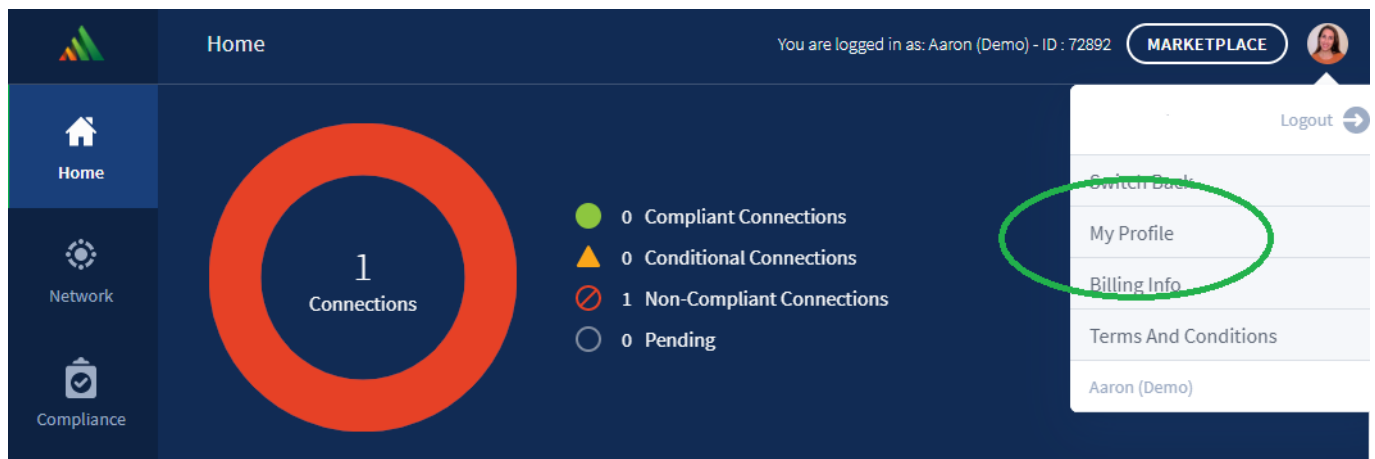 Home
You are logged in as: Aaron (Demo) - ID : 72892
MARKETPLACE
Home
Network
Compliance
1
Connections
0 Compliant Connections
0 Conditional Connections
1 Non-Compliant Connections
0 Pending
Logout
Switch Back
My Profile
Billing Info
Terms And Conditions
Aaron (Demo)